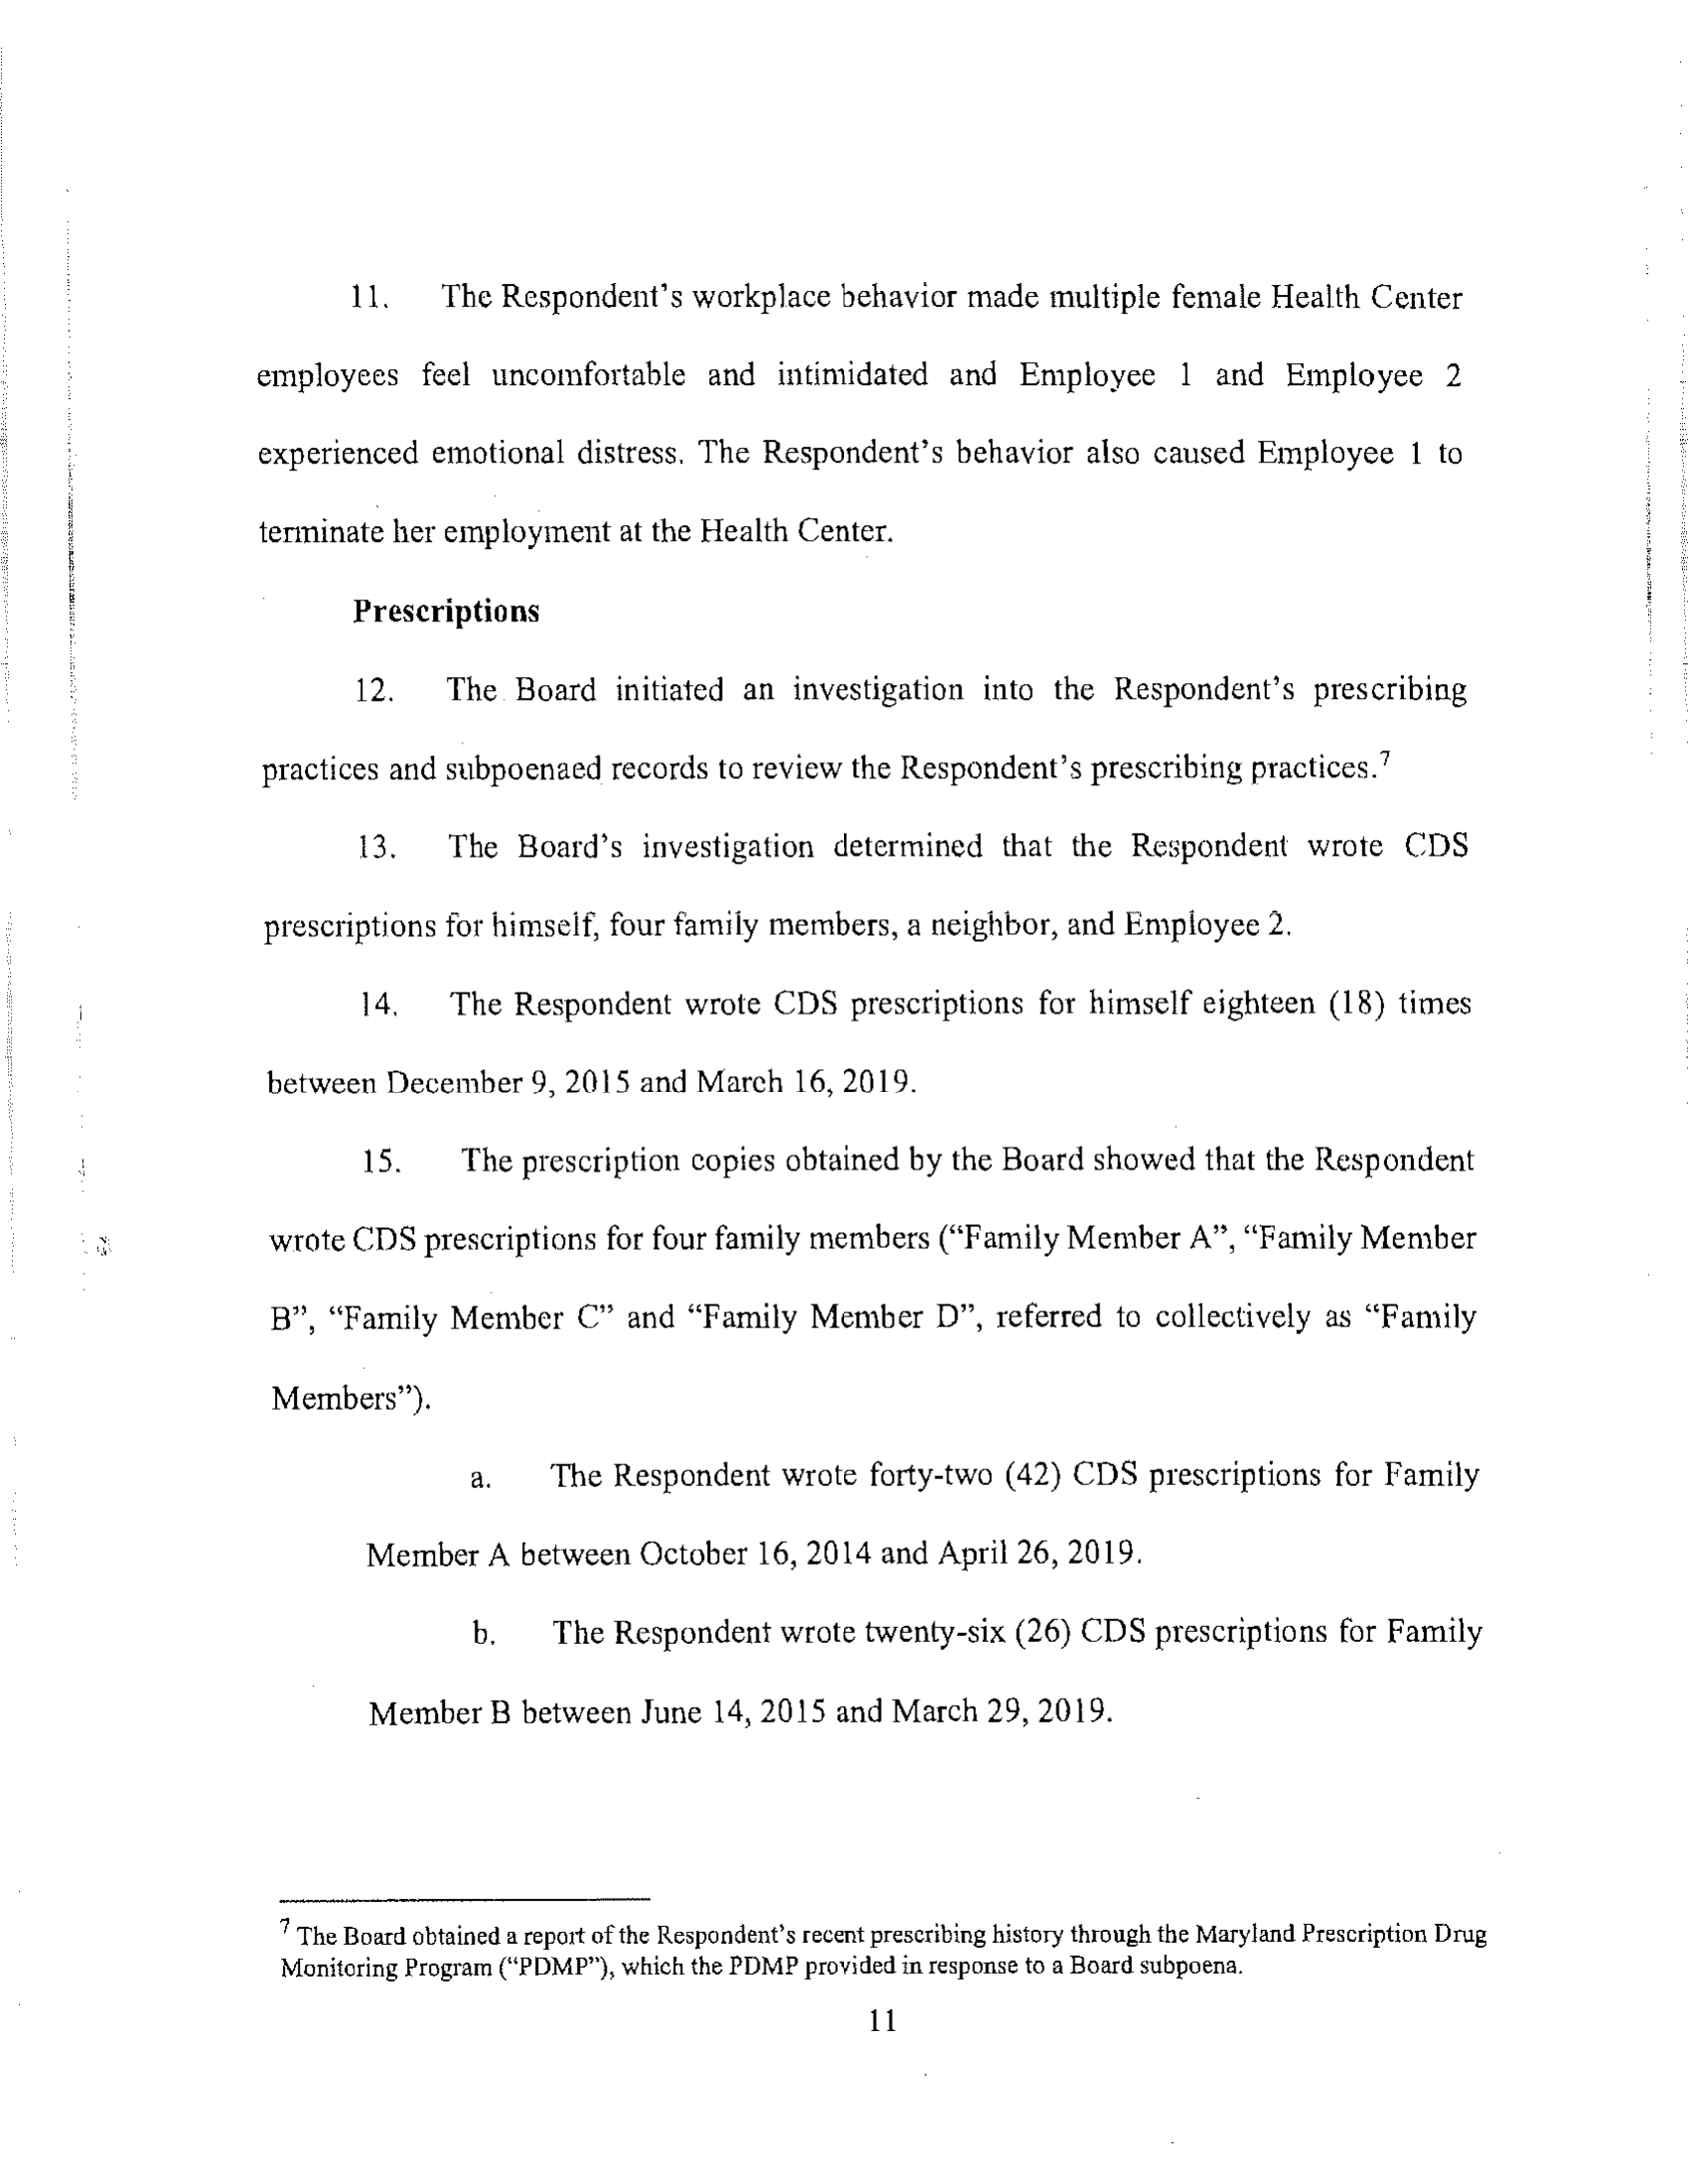 11. The Respondent's workplace behavior made multiple female Health Center
employees feel uncomfortable and intimidated and Employee 1 and Employee 2
experienced emotional distress. The Respondent's behavior also caused Employee 1 to
terminate her employment at the Health Center.
Prescriptions
12. The Board initiated an investigation into the Respondent's prescribing
practices and subpoenaed records to review the Respondent's prescribing practices.⁷
13. The Board's investigation determined that the Respondent wrote CDS
prescriptions for himself, four family members, a neighbor, and Employee 2.
14. The Respondent wrote CDS prescriptions for himself eighteen (18) times
between December 9, 2015 and March 16, 2019.
15. The prescription copies obtained by the Board showed that the Respondent
wrote CDS prescriptions for four family members (“Family Member A”, “Family Member
B”, “Family Member C” and “Family Member D”, referred to collectively as “Family
Members”).
a. The Respondent wrote forty-two (42) CDS prescriptions for Family
Member A between October 16, 2014 and April 26, 2019.
b. The Respondent wrote twenty-six (26) CDS prescriptions for Family
Member B between June 14, 2015 and March 29, 2019.
⁷ The Board obtained a report of the Respondent's recent prescribing history through the Maryland Prescription Drug
Monitoring Program (“PDMP”), which the PDMP provided in response to a Board subpoena.
11